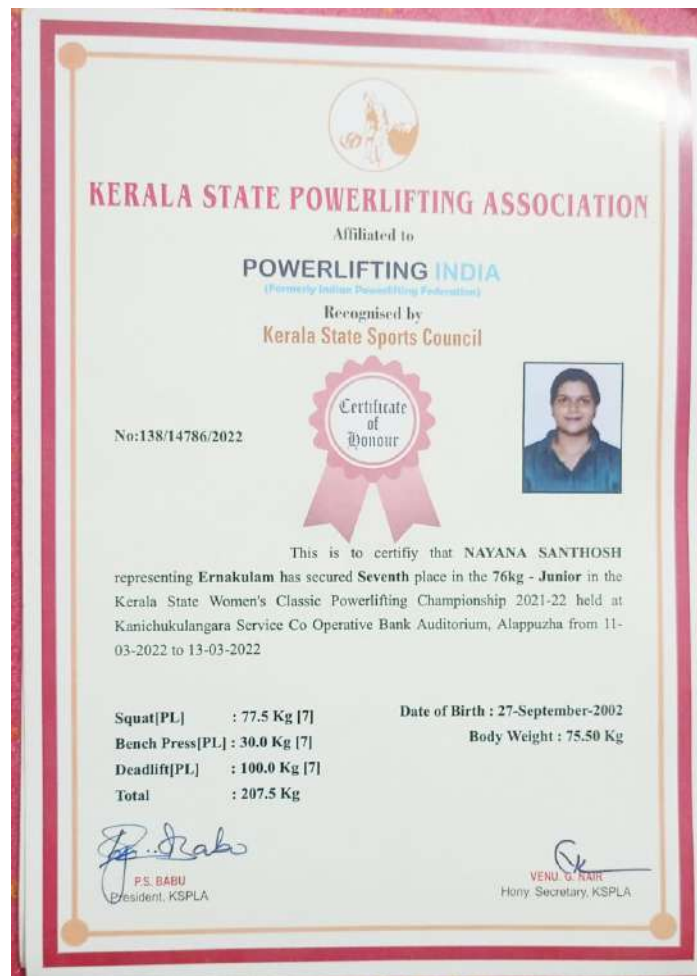 KERALA STATE POWERLIFTING ASSOCIATION
Affiliated to
POWERLIFTING INDIA
(Formerly Indian Powerlifting Federation)
Recognised by
Kerala State Sports Council
Certificate
of
Honour
No:138/14786/2022
This is to certifiy that NAYANA SANTHOSH
representing Ernakulam has secured Seventh place in the 76kg - Junior in the
Kerala State Women's Classic Powerlifting Championship 2021-22 held at
Kanichukulangara Service Co Operative Bank Auditorium, Alappuzha from 11-
03-2022 to 13-03-2022
Squat[PL] : 77.5 Kg [7]
Bench Press[PL] : 30.0 Kg [7]
Deadlift[PL] : 100.0 Kg [7]
Total : 207.5 Kg
Date of Birth : 27-September-2002
Body Weight : 75.50 Kg
P.S. BABU
President, KSPLA
VENU. G. NAIR
Hony. Secretary, KSPLA